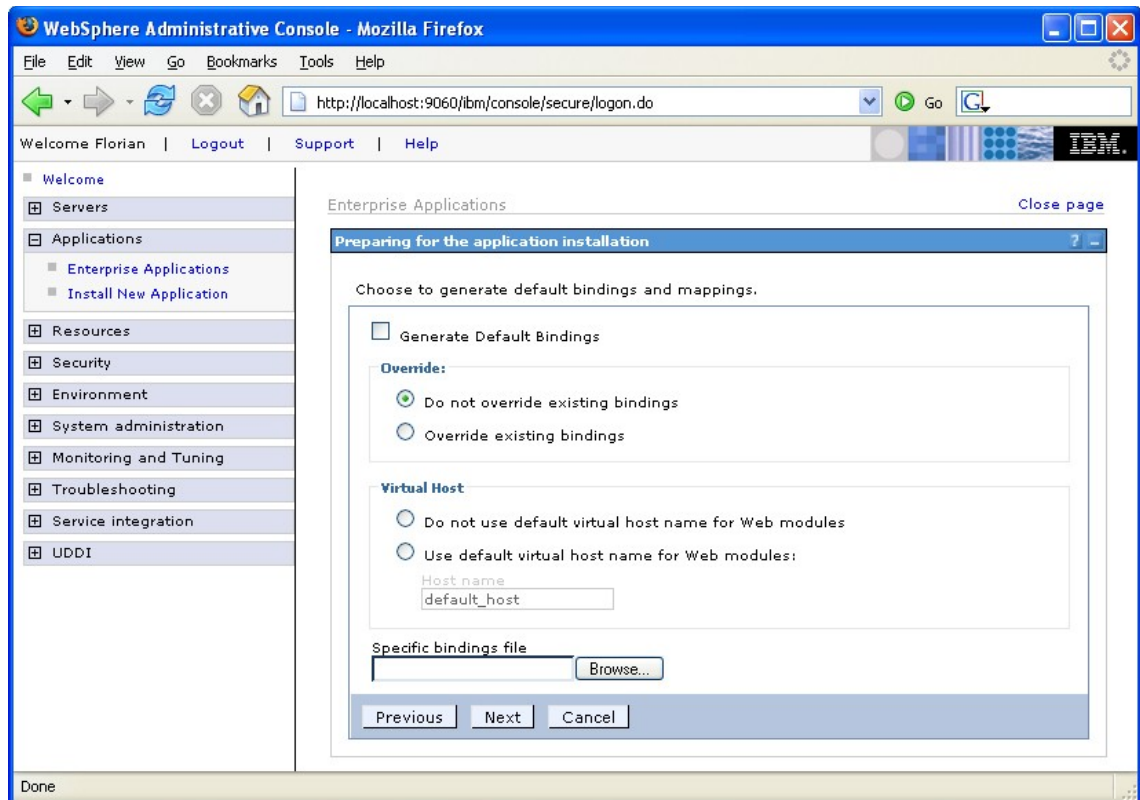 WebSphere Administrative Console - Mozilla Firefox
File Edit View Go Bookmarks Tools Help
http://localhost:9060/ibm/console/secure/logon.do Go G
Welcome Florian | Logout | Support | Help IBM.
Welcome
Servers
Applications
Enterprise Applications
Install New Application
Resources
Security
Environment
System administration
Monitoring and Tuning
Troubleshooting
Service integration
UDDI
Enterprise Applications Close page
Preparing for the application installation ? -
Choose to generate default bindings and mappings.
Generate Default Bindings
Override:
Do not override existing bindings
Override existing bindings
Virtual Host
Do not use default virtual host name for Web modules
Use default virtual host name for Web modules:
Host name
default_host
Specific bindings file
Browse...
Previous Next Cancel
Done